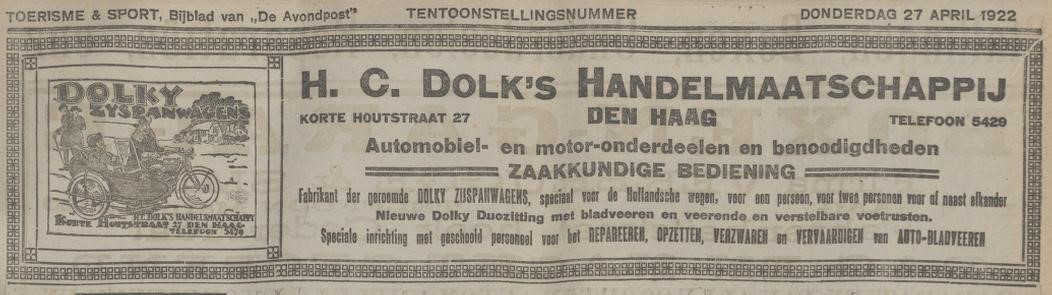 TOERISME & SPORT, Bijblad van „De Avondpost"
TENTOONSTELLINGSNUMMER
DONDERDAG 27 APRIL 1922
DOLKY
ZYSPANWAGENS
H.C. DOLK'S HANDELSMAATSCHAPPY
KORTE HOUTSTRAAT 27 DEN HAAG
TELEFOON 5470
H. C. DOLK'S HANDELMAATSCHAPPIJ
KORTE HOUTSTRAAT 27
DEN HAAG
TELEFOON 5429
Automobiel- en motor-onderdeelen en benoodigdheden
ZAAKKUNDIGE BEDIENING
Fabrikant der geroemde DOLKY ZIJSPANWAGENS, speciaal voor de Hollandsche wegen, voor een persoon, voor twee personen voor of naast elkander
Nieuwe Dolky Duozitting met bladveeren en veerende en verstelbare voetrusten.
Speciale inrichting met geschoold personeel voor het REPAREEREN, OPZETTEN, VERZWAREN en VERVAARDIGEN van AUTO-BLADVEEREN